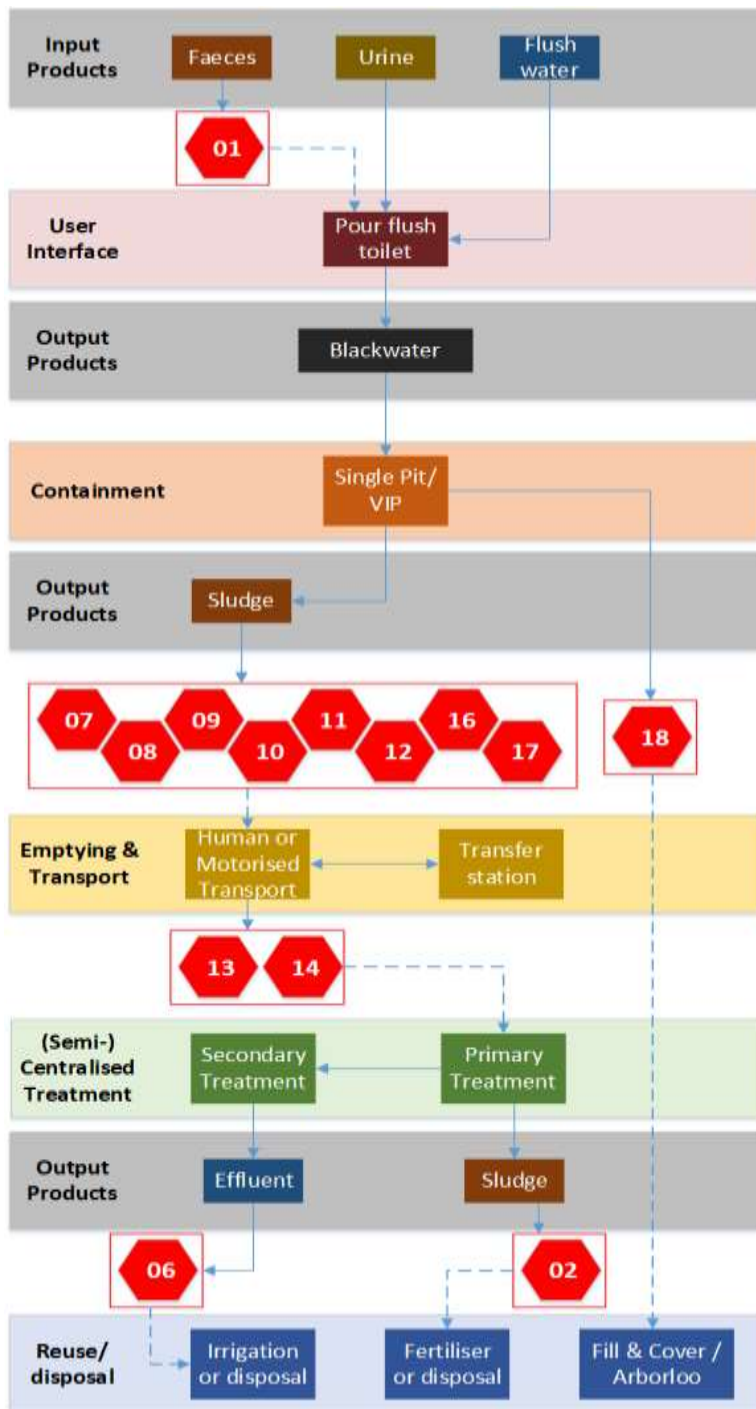 Input
Products
Faeces
Urine
Flush
water
01
User
Interface
Pour flush
toilet
Output
Products
Blackwater
Containment
Single Pit/
VIP
Output
Products
Sludge
07
08
09
10
11
12
16
17
18
Emptying &
Transport
Human or
Motorised
Transport
Transfer
station
13
14
(Semi-)
Centralised
Treatment
Secondary
Treatment
Primary
Treatment
Output
Products
Effluent
Sludge
06
02
Reuse/
disposal
Irrigation
or disposal
Fertiliser
or disposal
Fill & Cover /
Arborloo